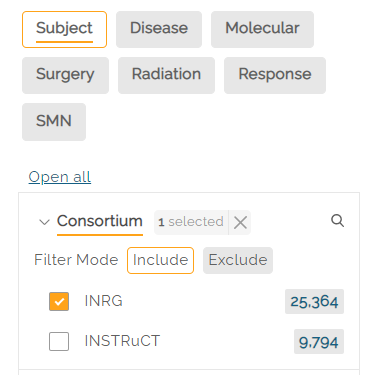 Subject Disease Molecular
Surgery Radiation Response
SMN
Open all
Consortium 1 selected
Filter Mode Include Exclude
INRG 25,364
INSTRuCT 9,794